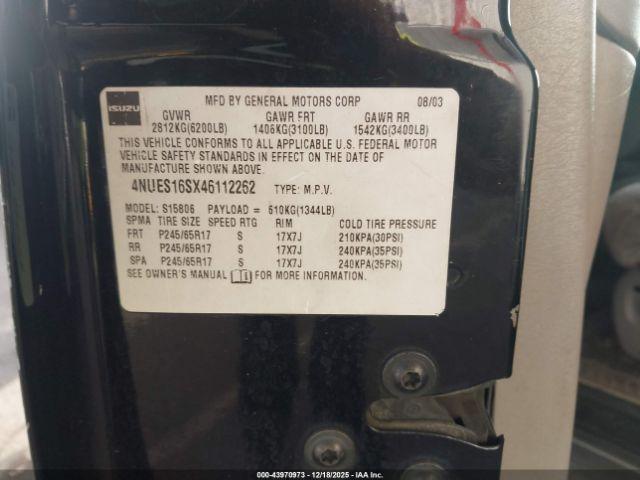 ISUZU
MFD BY GENERAL MOTORS CORP 08/03
GVWR GAWR FRT GAWR RR
2812KG(6200LB) 1406KG(3100LB) 1542KG(3400LB)
THIS VEHICLE CONFORMS TO ALL APPLICABLE U.S. FEDERAL MOTOR
VEHICLE SAFETY STANDARDS IN EFFECT ON THE DATE OF
MANUFACTURE SHOWN ABOVE.
4NUES16SX46112262 TYPE: M.P.V.
MODEL: S15806 PAYLOAD = 610KG(1344LB)
SPMA TIRE SIZE SPEED RTG RIM COLD TIRE PRESSURE
FRT P245/65R17 S 17X7J 210KPA(30PSI)
RR P245/65R17 S 17X7J 240KPA(35PSI)
SPA P245/65R17 S 17X7J 240KPA(35PSI)
SEE OWNER'S MANUAL FOR MORE INFORMATION.
000-43970973 - 12/18/2025 - IAAI.COM